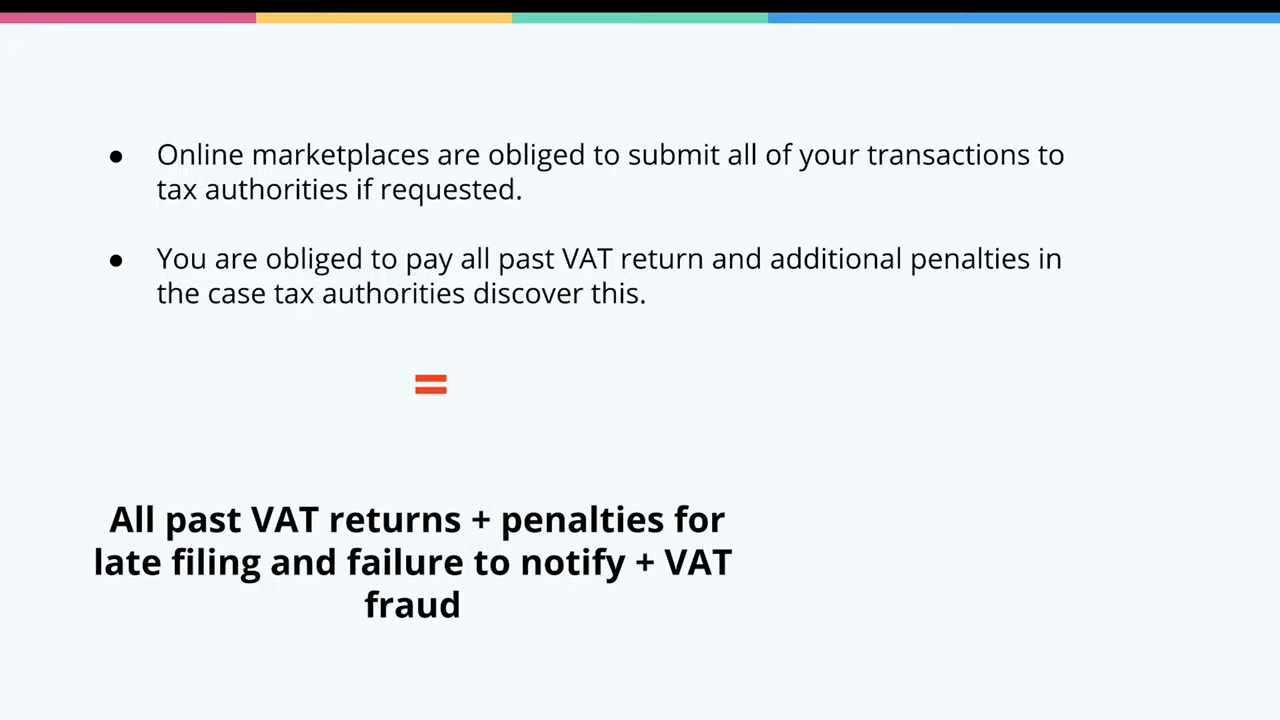 ● Online marketplaces are obliged to submit all of your transactions to
tax authorities if requested.
● You are obliged to pay all past VAT return and additional penalties in
the case tax authorities discover this.
=
All past VAT returns + penalties for
late filing and failure to notify + VAT
fraud